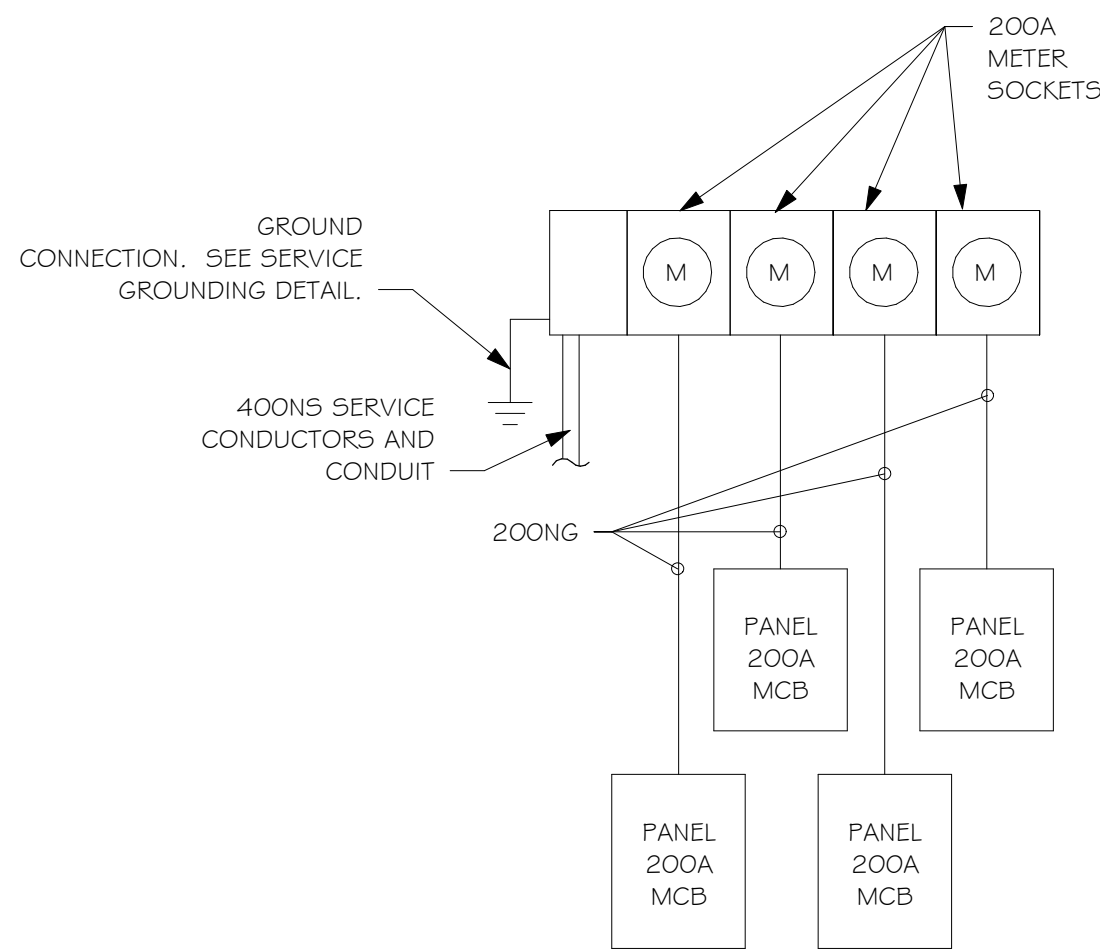 200A
METER
SOCKETS
GROUND
CONNECTION. SEE SERVICE
GROUNDING DETAIL.
M
M
M
M
400NS SERVICE
CONDUCTORS AND
CONDUIT
200NG
PANEL
200A
MCB
PANEL
200A
MCB
PANEL
200A
MCB
PANEL
200A
MCB